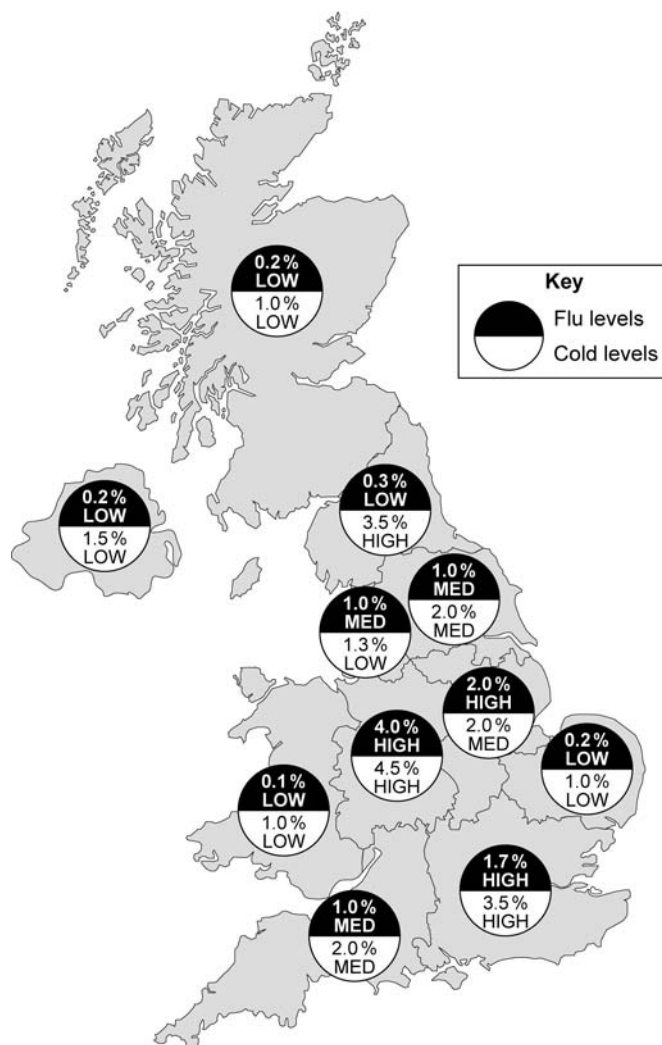 0.2%
LOW
1.0%
LOW
Key
Flu levels
Cold levels
0.2%
LOW
1.5%
LOW
0.3%
LOW
3.5%
HIGH
1.0%
MED
2.0%
MED
1.0%
MED
1.3%
LOW
2.0%
HIGH
2.0%
MED
4.0%
HIGH
4.5%
HIGH
0.2%
LOW
1.0%
LOW
0.1%
LOW
1.0%
LOW
1.7%
HIGH
3.5%
HIGH
1.0%
MED
2.0%
MED